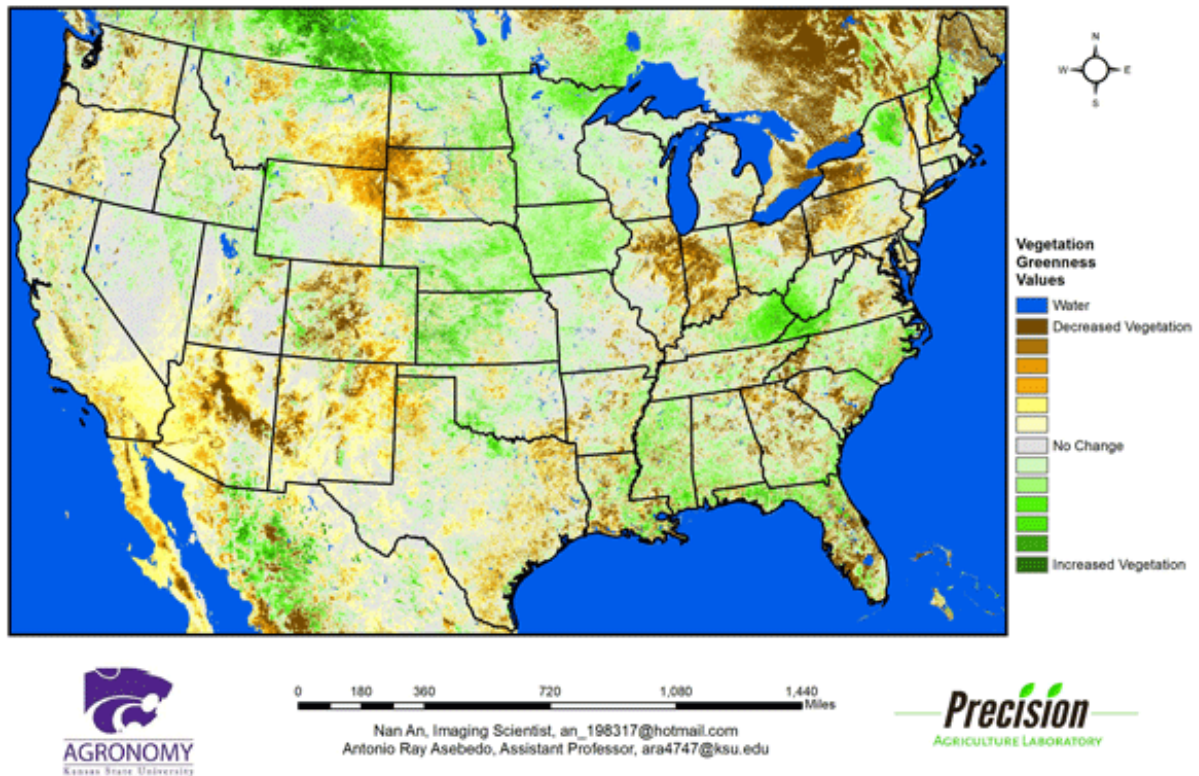 N
W E
S
Vegetation
Greenness
Values
Water
Decreased Vegetation
No Change
Increased Vegetation
0 180 360 720 1,080 1,440
Miles
Nan An, Imaging Scientist, an_198317@hotmail.com
Antonio Ray Asebedo, Assistant Professor, ara4747@ksu.edu
AGRONOMY
Kansas State University
Precision
AGRICULTURE LABORATORY